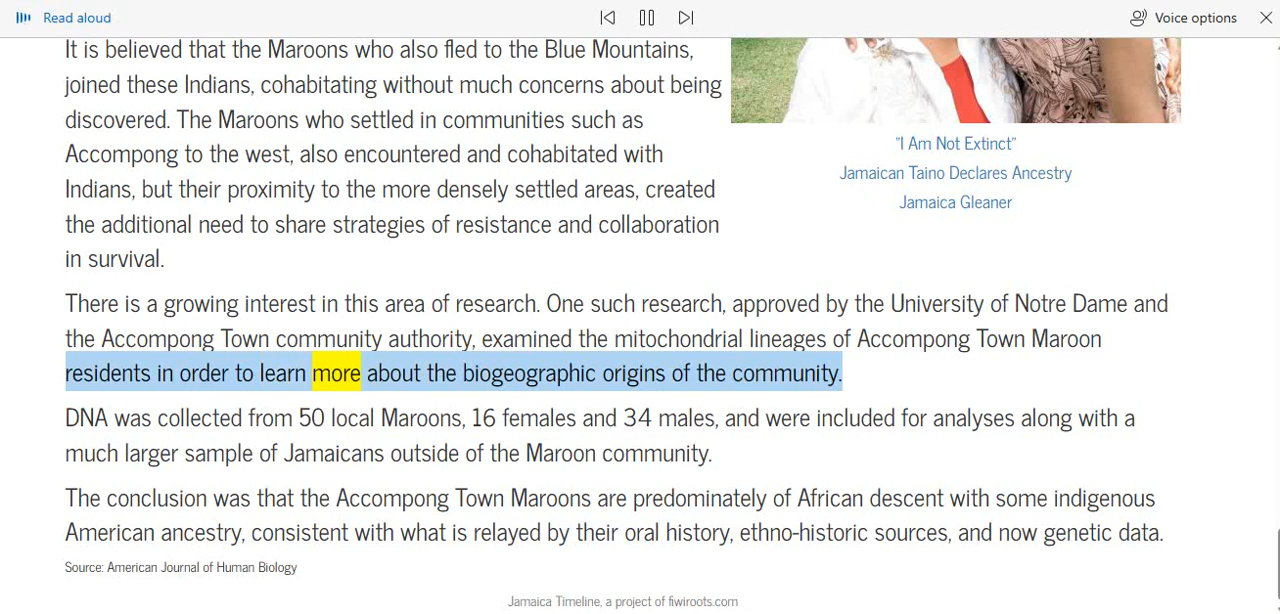 Read aloud
Voice options
It is believed that the Maroons who also fled to the Blue Mountains,
joined these Indians, cohabitating without much concerns about being
discovered. The Maroons who settled in communities such as
Accompong to the west, also encountered and cohabitated with
Indians, but their proximity to the more densely settled areas, created
the additional need to share strategies of resistance and collaboration
in survival.
"I Am Not Extinct"
Jamaican Taino Declares Ancestry
Jamaica Gleaner
There is a growing interest in this area of research. One such research, approved by the University of Notre Dame and
the Accompong Town community authority, examined the mitochondrial lineages of Accompong Town Maroon
residents in order to learn more about the biogeographic origins of the community.
DNA was collected from 50 local Maroons, 16 females and 34 males, and were included for analyses along with a
much larger sample of Jamaicans outside of the Maroon community.
The conclusion was that the Accompong Town Maroons are predominately of African descent with some indigenous
American ancestry, consistent with what is relayed by their oral history, ethno-historic sources, and now genetic data.
Source: American Journal of Human Biology
Jamaica Timeline, a project of fiwiroots.com